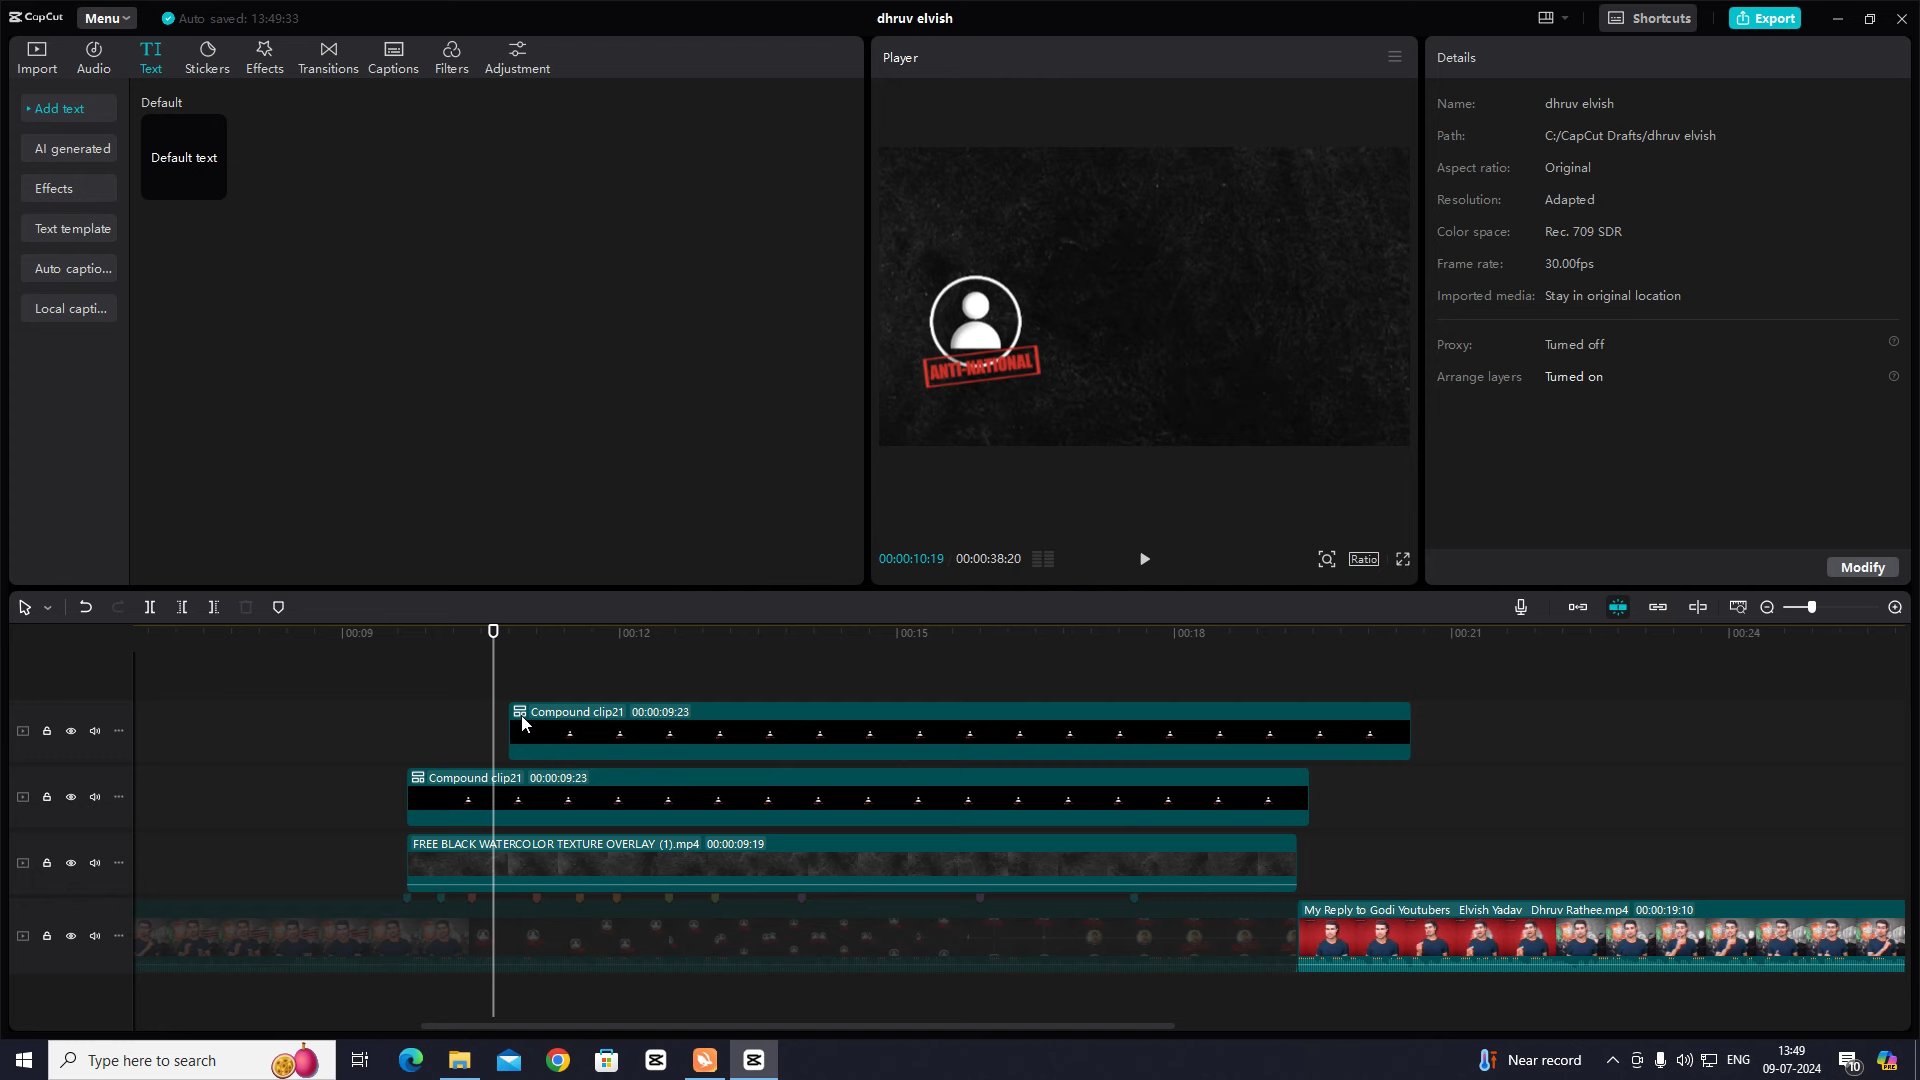 CapCut Menu Auto saved: 13:49:33 dhruv elvish Shortcuts Export
Import Audio Text Stickers Effects Transitions Captions Filters Adjustment
Add text
AI generated
Effects
Text template
Auto captio...
Local capti...
Default
Default text
Player
ANTI-NATIONAL
00:00:10:19 00:00:38:20 Ratio
Details
Name: dhruv elvish
Path: C:/CapCut Drafts/dhruv elvish
Aspect ratio: Original
Resolution: Adapted
Color space: Rec. 709 SDR
Frame rate: 30.00fps
Imported media: Stay in original location
Proxy: Turned off
Arrange layers Turned on
Modify
00:09 00:12 00:15 00:18 00:21 00:24
Compound clip21 00:00:09:23
Compound clip21 00:00:09:23
FREE BLACK WATERCOLOR TEXTURE OVERLAY (1).mp4 00:00:09:19
My Reply to Godi Youtubers Elvish Yadav Dhruv Rathee.mp4 00:00:19:10
Type here to search Near record ENG 13:49
09-07-2024
10
PRE